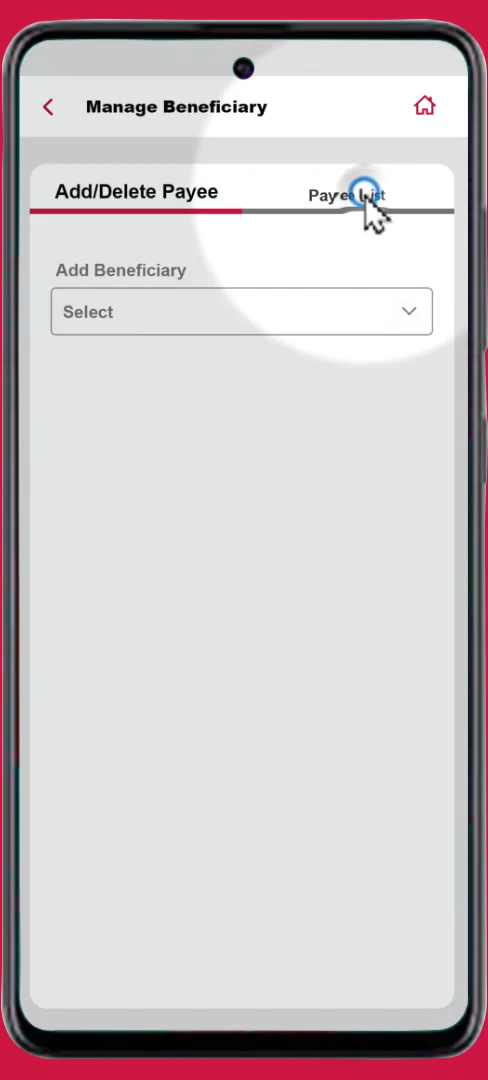 Manage Beneficiary
Add/Delete Payee
Payee List
Add Beneficiary
Select